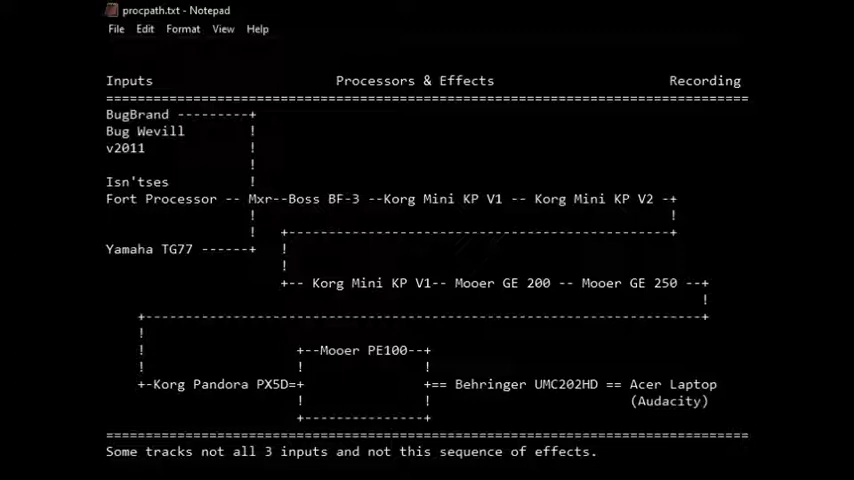 procpath.txt - Notepad
File Edit Format View Help
Inputs Processors & Effects Recording
=================================================================================
BugBrand ---------+
Bug Wevill !
v2011 !
!
Isn'tses !
Fort Processor -- Mxr--Boss BF-3 --Korg Mini KP V1 -- Korg Mini KP V2 -+
! !
! +------------------------------------------------+
Yamaha TG77 ------+ !
!
+-- Korg Mini KP V1-- Mooer GE 200 -- Mooer GE 250 --+
!
+----------------------------------------------------------------------+
!
! +--Mooer PE100--+
! ! !
+-Korg Pandora PX5D=+ +== Behringer UMC202HD == Acer Laptop
! ! (Audacity)
+---------------+
=================================================================================
Some tracks not all 3 inputs and not this sequence of effects.